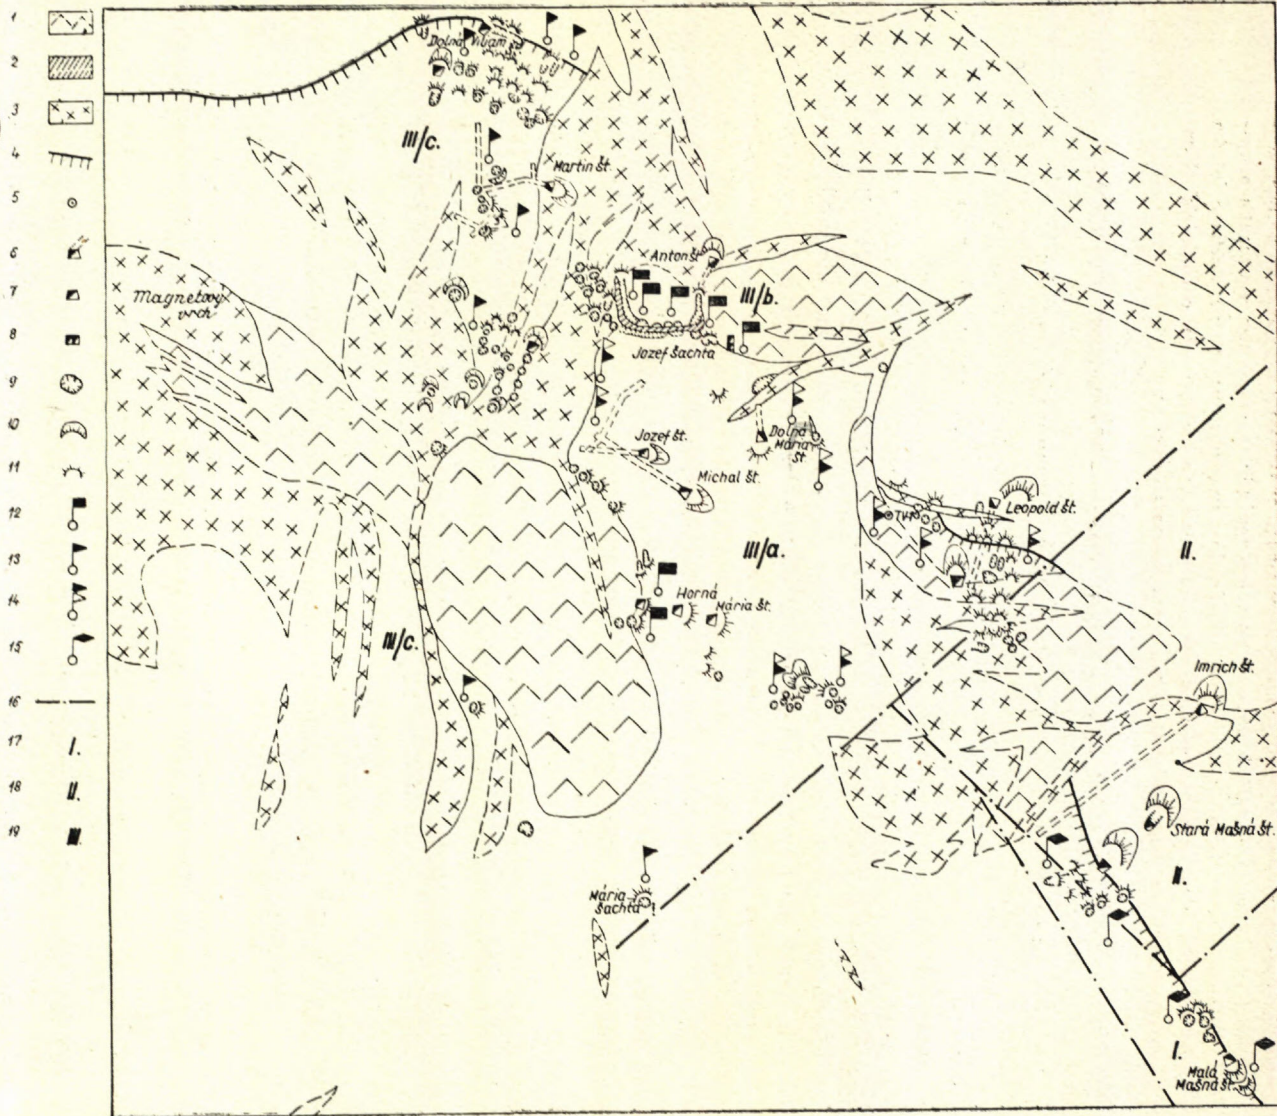 1
2
3
4
5
6
7
8
9
10
11
12
13
14
15
16
17
18
19
I.
II.
III.
Dolná Viliam št.
III/c.
Martin št.
Anton št.
Magnetový
vrch
III/b.
Jozef šachta
Jozef št.
Dolná
Mária
št.
Michal št.
Leopold št.
III/a.
II.
Horná
Mária št.
III/c.
Imrich št.
Stará Mašná št.
II.
Mária
šachta
I.
Malá
Mašná št.